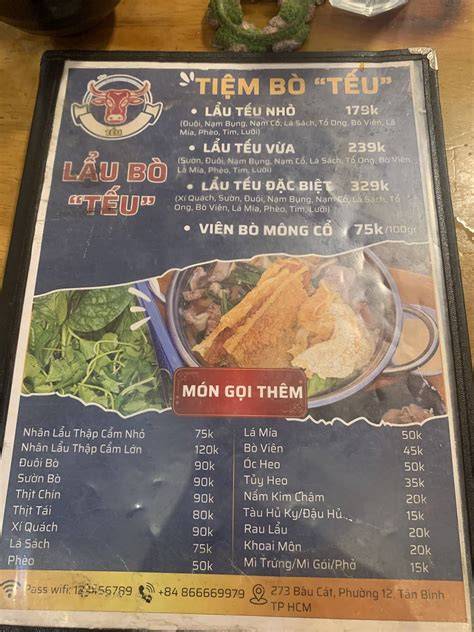 TẾU
TIỆM BÒ "TẾU"
LẨU BÒ
"TẾU"
• LẨU TẾU NHỎ 179k
(Đuôi, Nạm Bụng, Nạm Cổ, Lá Sách, Tổ Ong, Bò Viên, Lá
Mía, Phèo, Tim, Lưỡi)
• LẨU TẾU VỪA 239k
(Sườn, Đuôi, Nạm Bụng, Nạm Cổ, Lá Sách, Tổ Ong, Bò Viên,
Lá Mía, Phèo, Tim, Lưỡi)
• LẨU TẾU ĐẶC BIỆT 329k
(Xí Quách, Sườn, Đuôi, Nạm Bụng, Nạm Cổ, Lá Sách, Tổ
Ong, Bò Viên, Lá Mía, Phèo, Tim, Lưỡi)
• VIÊN BÒ MÔNG CỔ 75k/100gr
MÓN GỌI THÊM
Nhân Lẩu Thập Cẩm Nhỏ 75k
Nhân Lẩu Thập Cẩm Lớn 120k
Đuôi Bò 90k
Sườn Bò 90k
Thịt Chín 90k
Thịt Tái 80k
Xí Quách 90k
Lá Sách 75k
Phèo 50k
Lá Mía 50k
Bò Viên 45k
Óc Heo 50k
Tủy Heo 35k
Nấm Kim Châm 20k
Tàu Hủ Ky/Đậu Hủ.. 15k
Rau Lẩu 20k
Khoai Môn 20k
Mì Trứng/Mì Gói/Phở 15k
Pass wifi: 123456789
+84 866669979
273 Bàu Cát, Phường 12, Tân Bình
TP HCM